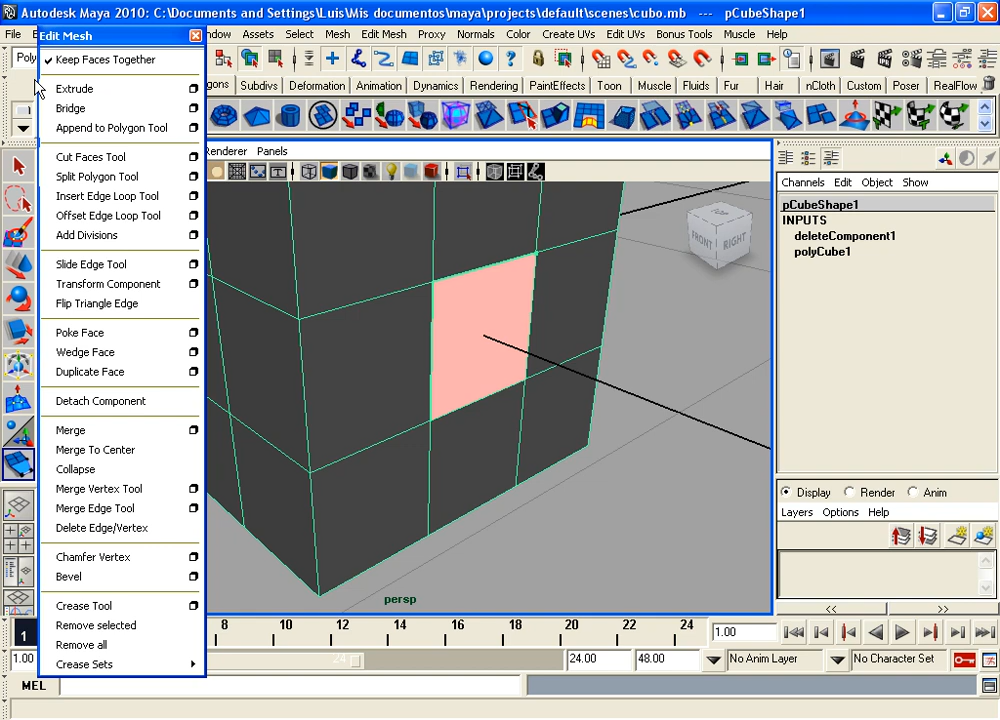 Autodesk Maya 2010: C:\Documents and Settings\Luis\Mis documentos\maya\projects\default\scenes\cubo.mb --- pCubeShape1
File ndow Assets Select Mesh Edit Mesh Proxy Normals Color Create UVs Edit UVs Bonus Tools Muscle Help
Edit Mesh
Keep Faces Together
Extrude
Bridge
Append to Polygon Tool
Cut Faces Tool
Split Polygon Tool
Insert Edge Loop Tool
Offset Edge Loop Tool
Add Divisions
Slide Edge Tool
Transform Component
Flip Triangle Edge
Poke Face
Wedge Face
Duplicate Face
Detach Component
Merge
Merge To Center
Collapse
Merge Vertex Tool
Merge Edge Tool
Delete Edge/Vertex
Chamfer Vertex
Bevel
Crease Tool
Remove selected
Remove all
Crease Sets
Poly
gons Subdivs Deformation Animation Dynamics Rendering PaintEffects Toon Muscle Fluids Fur Hair nCloth Custom Poser RealFlow
Renderer Panels
TOP
FRONT RIGHT
persp
Channels Edit Object Show
pCubeShape1
INPUTS
deleteComponent1
polyCube1
Display Render Anim
Layers Options Help
<< >>
1 8 10 12 14 16 18 20 22 24 1.00
1.00 24 24.00 48.00 No Anim Layer No Character Set
MEL